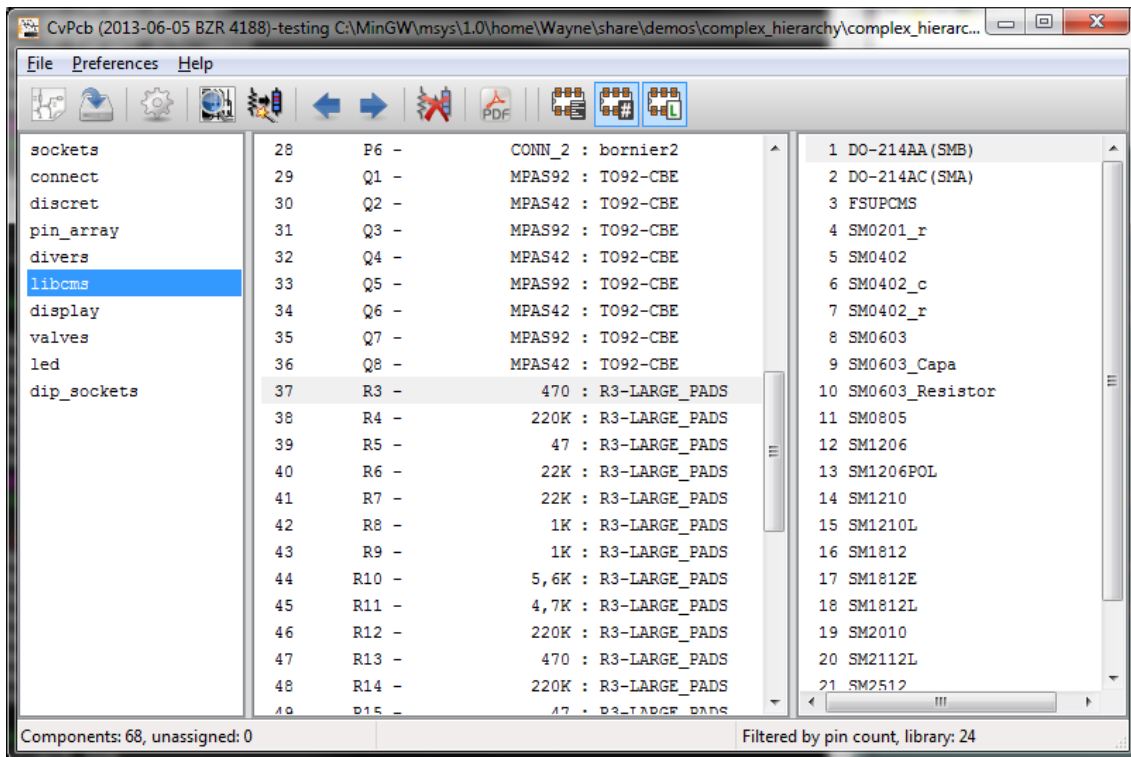 CvPcb (2013-06-05 BZR 4188)-testing C:\MinGW\msys\1.0\home\Wayne\share\demos\complex_hierarchy\complex_hierarc...
File Preferences Help
PDF
sockets
connect
discret
pin_array
divers
libcms
display
valves
led
dip_sockets
28 P6 - CONN_2 : bornier2
29 Q1 - MPAS92 : TO92-CBE
30 Q2 - MPAS42 : TO92-CBE
31 Q3 - MPAS92 : TO92-CBE
32 Q4 - MPAS42 : TO92-CBE
33 Q5 - MPAS92 : TO92-CBE
34 Q6 - MPAS42 : TO92-CBE
35 Q7 - MPAS92 : TO92-CBE
36 Q8 - MPAS42 : TO92-CBE
37 R3 - 470 : R3-LARGE_PADS
38 R4 - 220K : R3-LARGE_PADS
39 R5 - 47 : R3-LARGE_PADS
40 R6 - 22K : R3-LARGE_PADS
41 R7 - 22K : R3-LARGE_PADS
42 R8 - 1K : R3-LARGE_PADS
43 R9 - 1K : R3-LARGE_PADS
44 R10 - 5,6K : R3-LARGE_PADS
45 R11 - 4,7K : R3-LARGE_PADS
46 R12 - 220K : R3-LARGE_PADS
47 R13 - 470 : R3-LARGE_PADS
48 R14 - 220K : R3-LARGE_PADS
49 R15 - 47 : R3-LARGE_PADS
1 DO-214AA(SMB)
2 DO-214AC(SMA)
3 FSUPCMS
4 SM0201_r
5 SM0402
6 SM0402_c
7 SM0402_r
8 SM0603
9 SM0603_Capa
10 SM0603_Resistor
11 SM0805
12 SM1206
13 SM1206POL
14 SM1210
15 SM1210L
16 SM1812
17 SM1812E
18 SM1812L
19 SM2010
20 SM2112L
21 SM2512
Components: 68, unassigned: 0
Filtered by pin count, library: 24